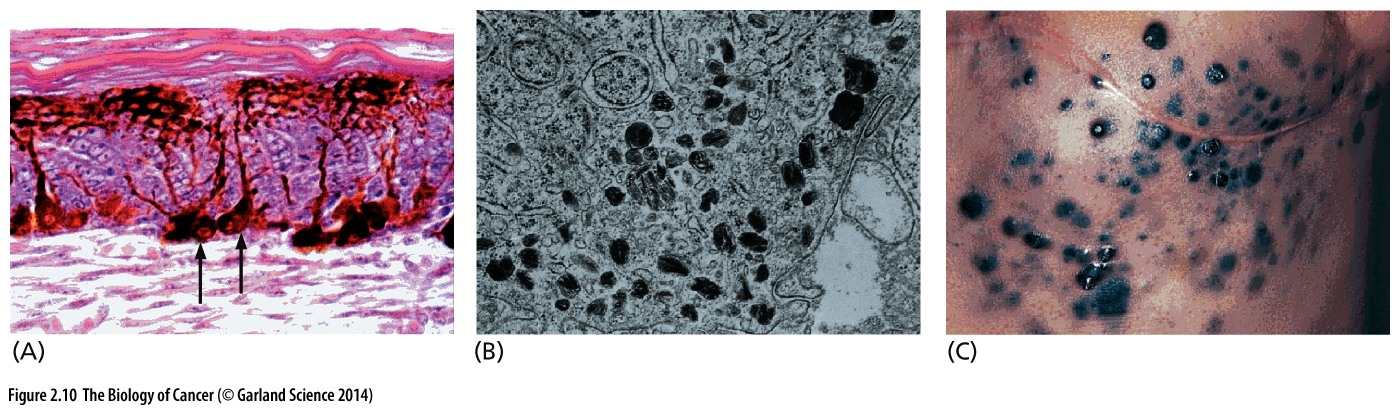 (A)
(B)
(C)
Figure 2.10 The Biology of Cancer (© Garland Science 2014)